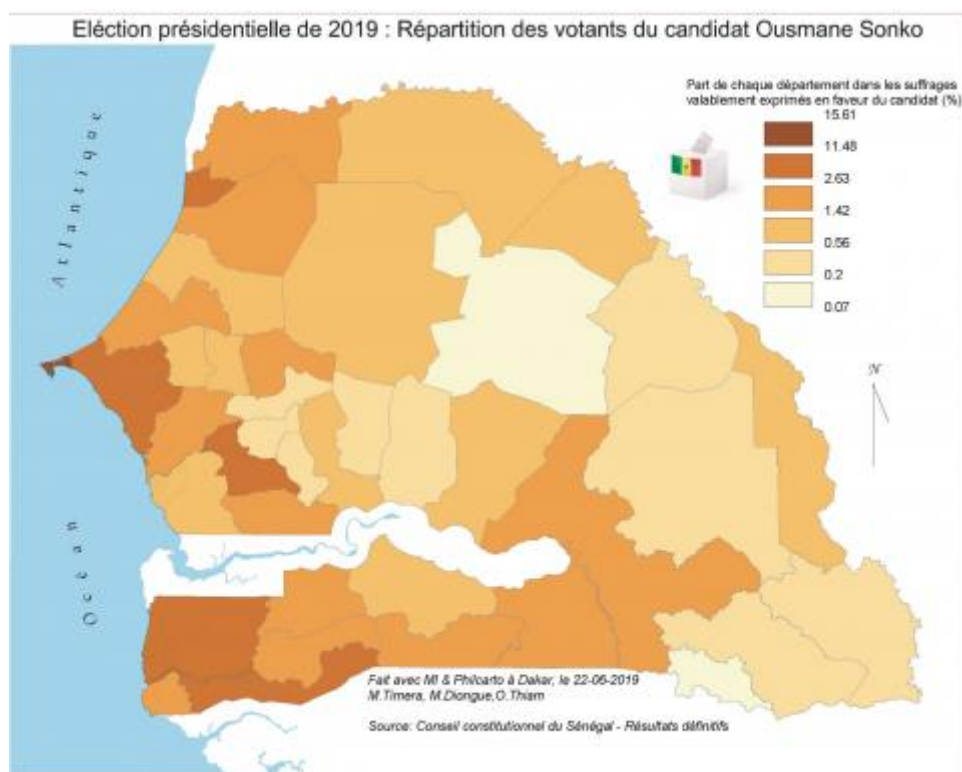 Eléction présidentielle de 2019 : Répartition des votants du candidat Ousmane Sonko
Part de chaque département dans les suffrages
valablement exprimés en faveur du candidat (%)
15.61
11.48
2.63
1.42
0.56
0.2
0.07
Atlantique
Océan
N
Fait avec MI & Philcarto à Dakar, le 22-06-2019
M.Timera, M.Diongue,O.Thiam
Source: Conseil constitutionnel du Sénégal - Résultats définitifs